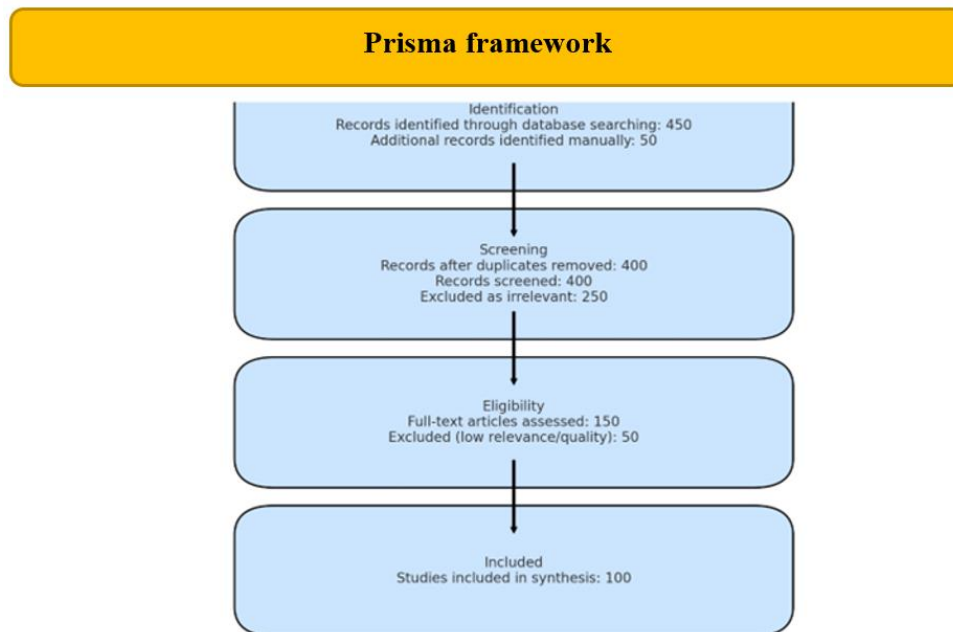 Prisma framework
Identification
Records identified through database searching: 450
Additional records identified manually: 50
Screening
Records after duplicates removed: 400
Records screened: 400
Excluded as irrelevant: 250
Eligibility
Full-text articles assessed: 150
Excluded (low relevance/quality): 50
Included
Studies included in synthesis: 100